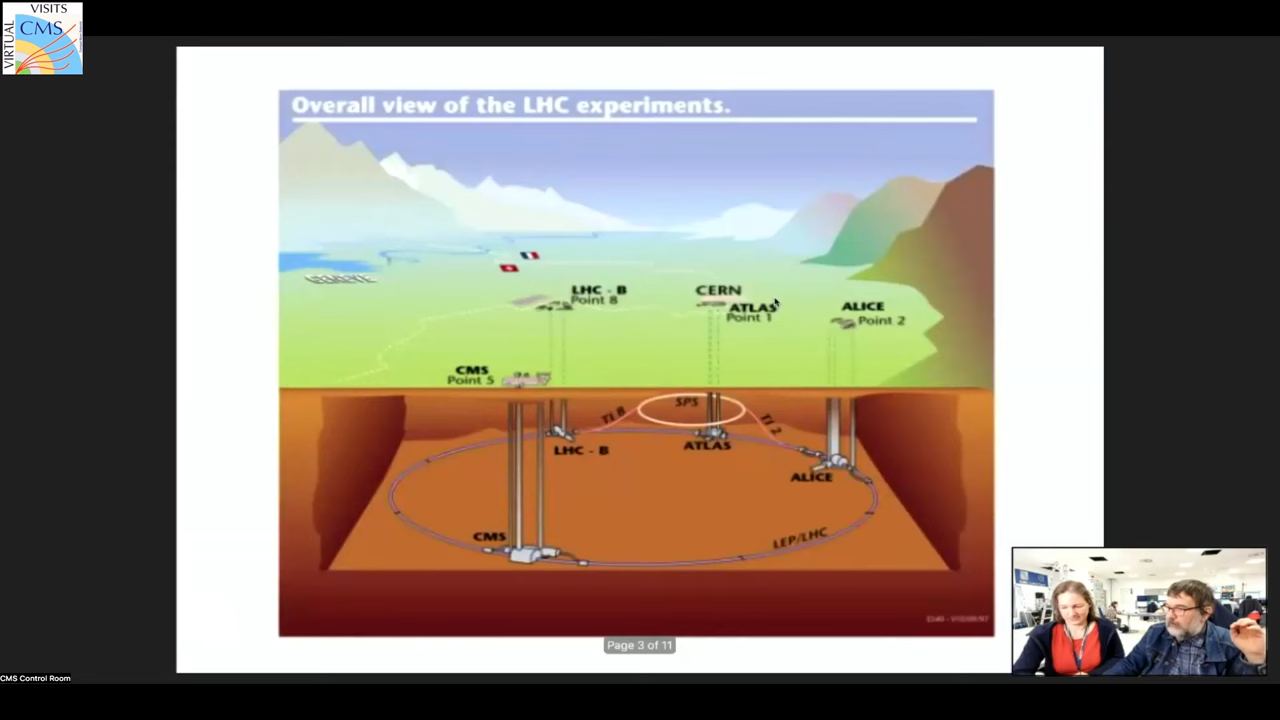 VISITS
VIRTUAL
CMS
Overall view of the LHC experiments.
GENEVE
LHC - B
Point 8
CERN
ATLAS
Point 1
ALICE
Point 2
CMS
Point 5
SPS
TI 8
TI 2
LHC - B
ATLAS
ALICE
CMS
LEP/LHC
Page 3 of 11
CMS Control Room